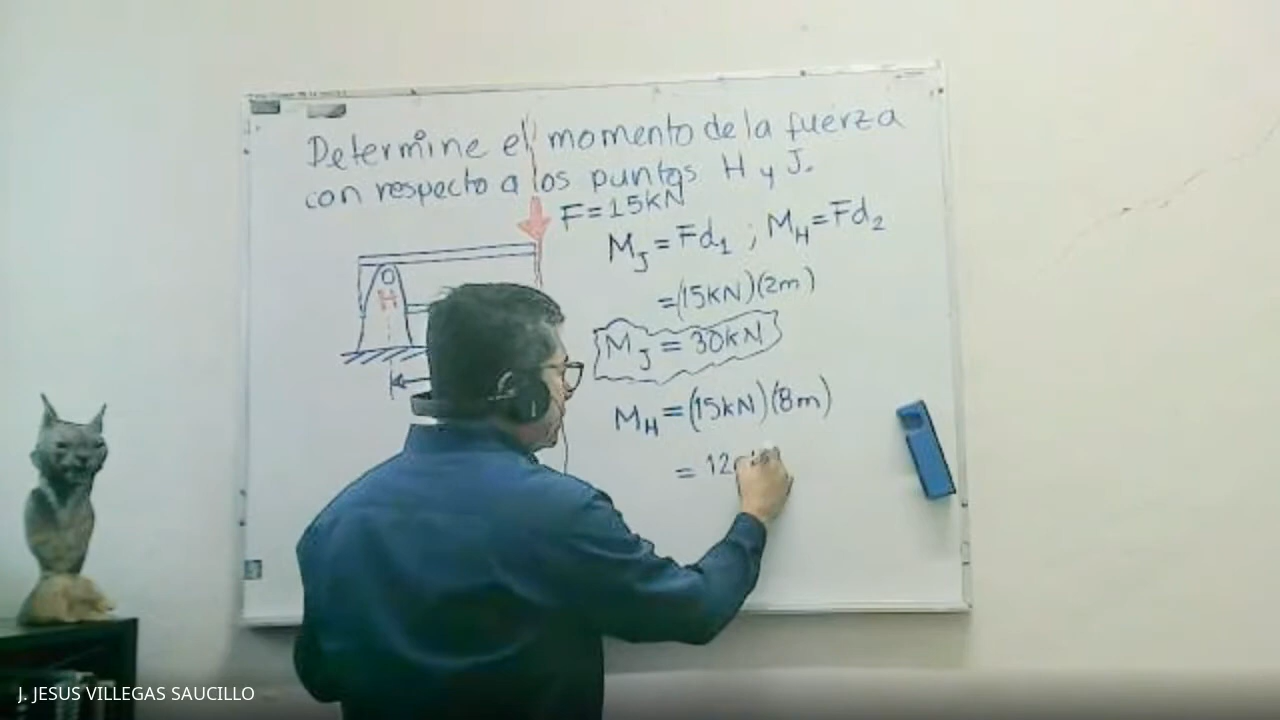 Determine el momento de la fuerza
con respecto a los puntos H y J.
F=15KN
M_J = Fd_1 ; M_H = Fd_2
=(15KN)(2m)
M_J = 30KN
H
M_H = (15KN)(8m)
= 12
J. JESUS VILLEGAS SAUCILLO